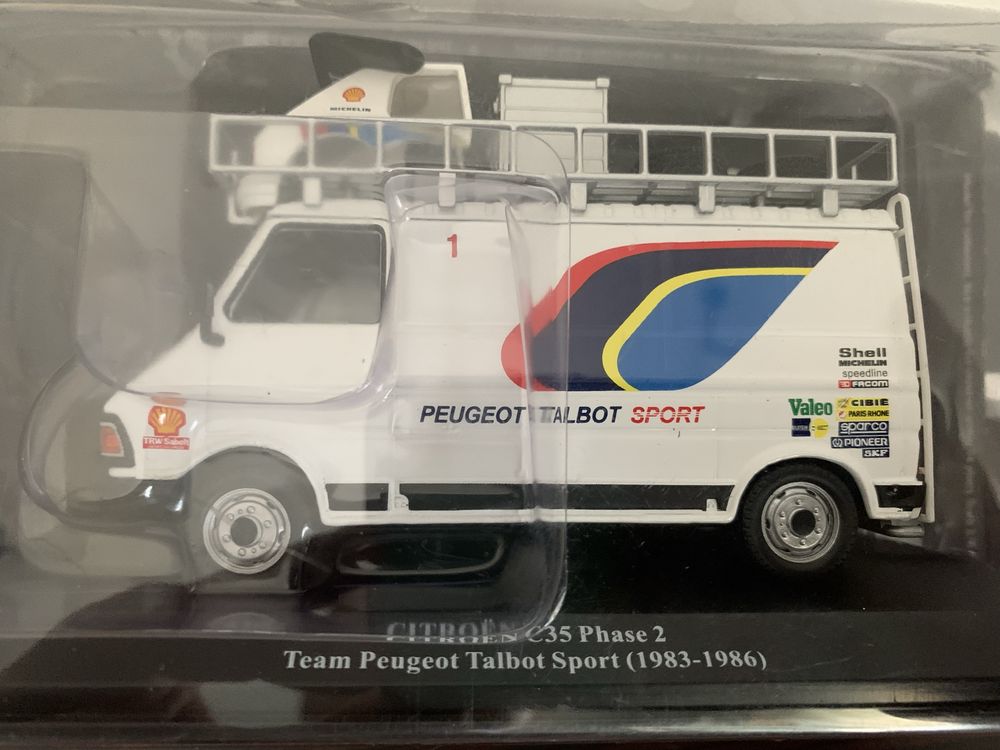 MICHELIN
1
PEUGEOT TALBOT SPORT
TRW Sabelt
Shell
MICHELIN
speedline
FACOM
Valeo
CIBIE
PARIS-RHONE
sparco
PIONEER
SKF
CITROËN C35 Phase 2
Team Peugeot Talbot Sport (1983-1986)